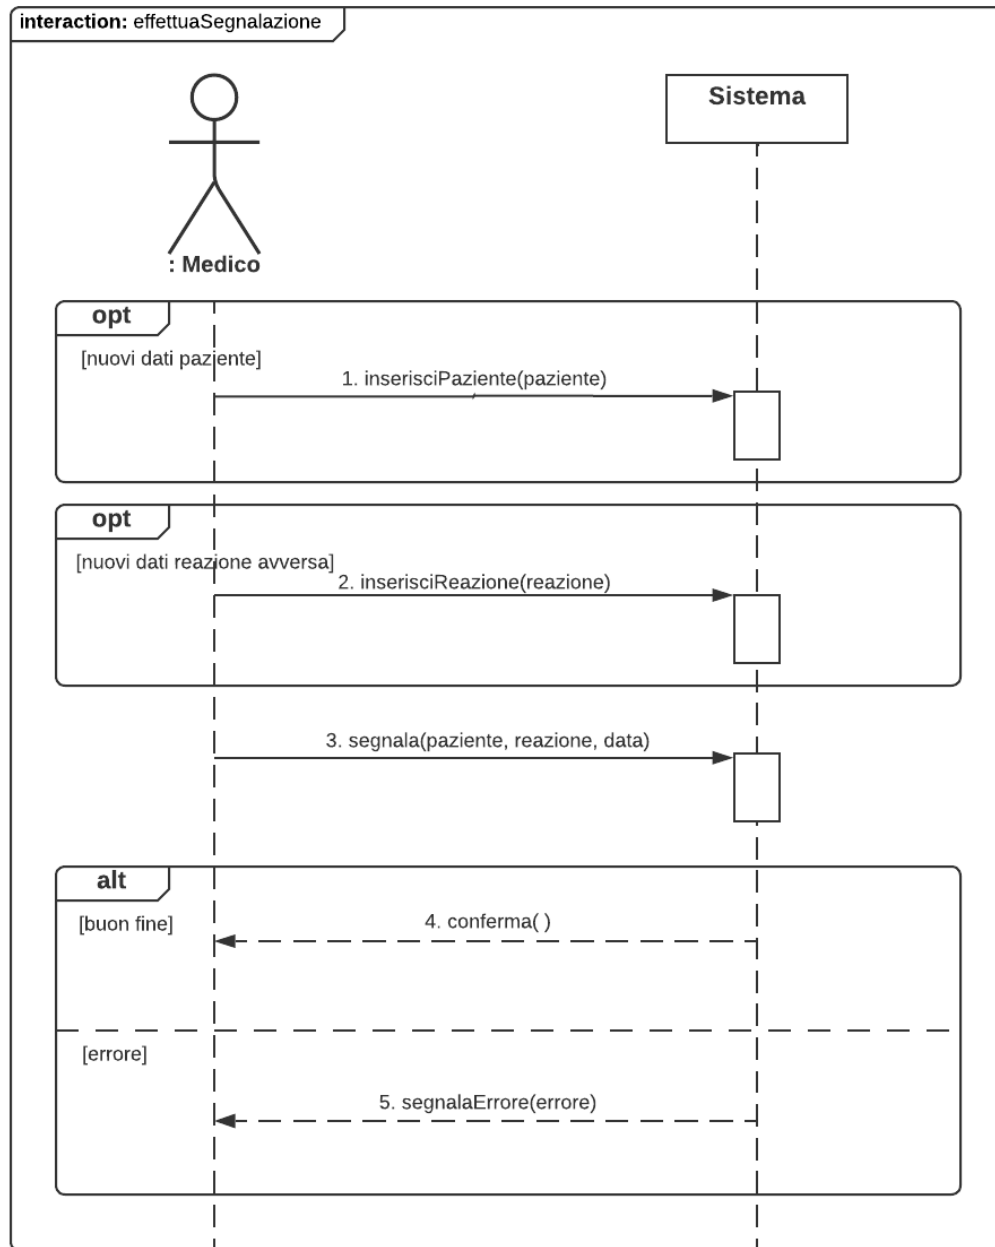 interaction: effettuaSegnalazione
Sistema
: Medico
opt
[nuovi dati paziente]
1. inserisciPaziente(paziente)
opt
[nuovi dati reazione avversa]
2. inserisciReazione(reazione)
3. segnala(paziente, reazione, data)
alt
[buon fine]
4. conferma( )
[errore]
5. segnalaErrore(errore)